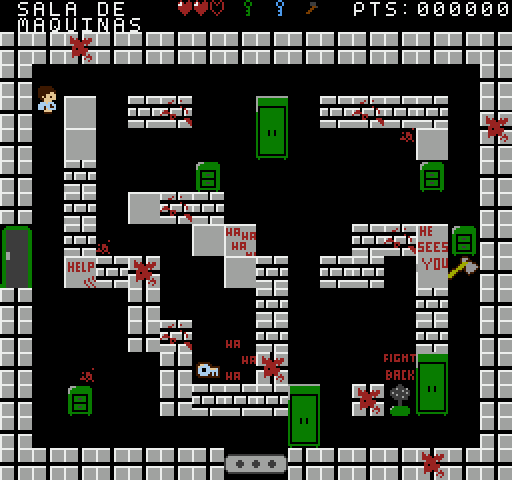 SALA DE
MAQUINAS
PTS:000000
HA
HA
HA
HE
SEES
YOU
HELP
HA
HA
HA
FIGHT
BACK